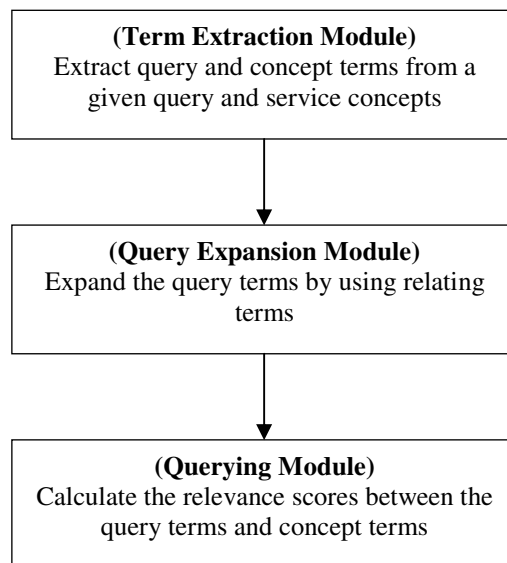 (Term Extraction Module)
Extract query and concept terms from a
given query and service concepts
(Query Expansion Module)
Expand the query terms by using relating
terms
(Querying Module)
Calculate the relevance scores between the
query terms and concept terms